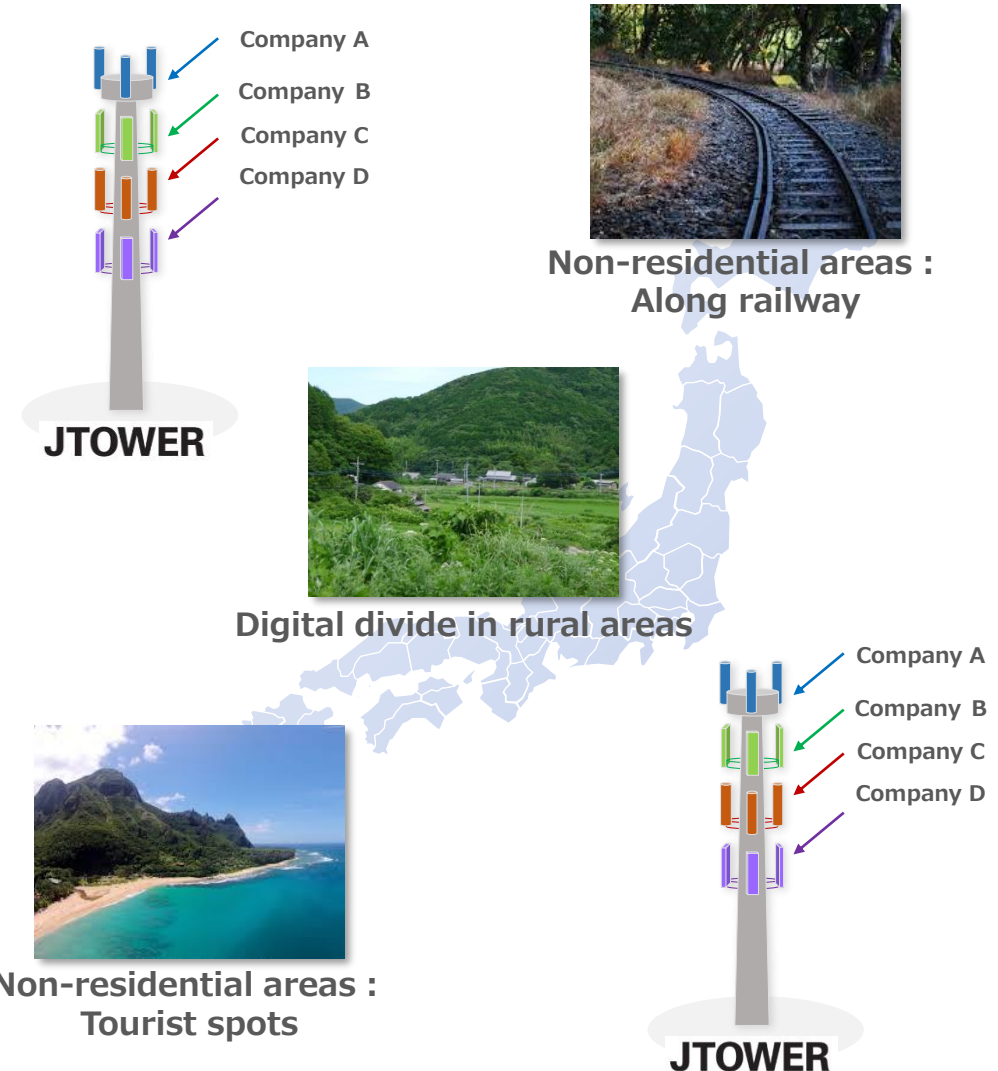 Company A
Company B
Company C
Company D
JTOWER
Non-residential areas :
Along railway
Digital divide in rural areas
Company A
Company B
Company C
Company D
JTOWER
Non-residential areas :
Tourist spots